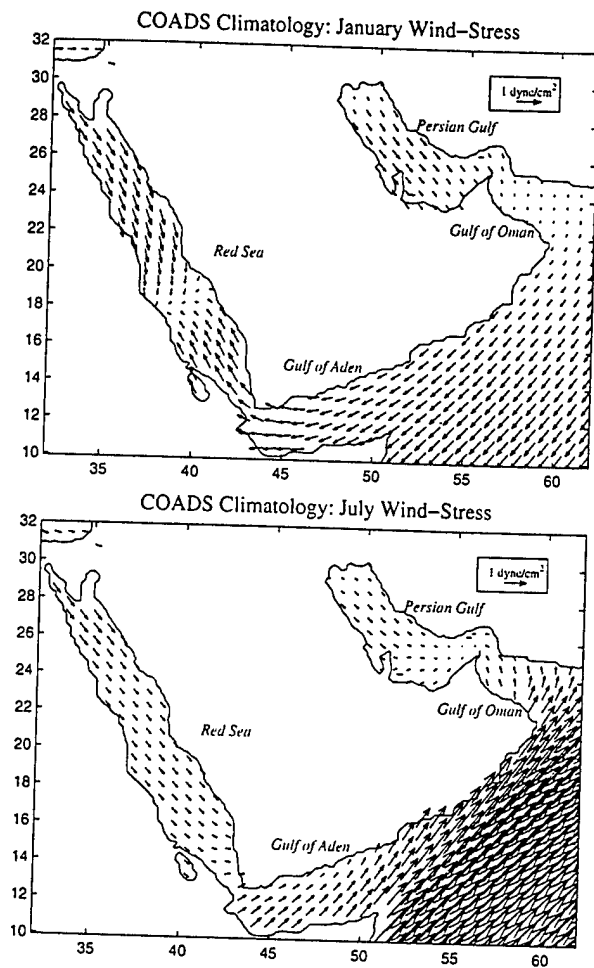 COADS Climatology: January Wind-Stress
32
30
28
26
24
22
20
18
16
14
12
10
1 dyne/cm²
Persian Gulf
Gulf of Oman
Red Sea
Gulf of Aden
35 40 45 50 55 60
COADS Climatology: July Wind-Stress
32
30
28
26
24
22
20
18
16
14
12
10
1 dyne/cm²
Persian Gulf
Gulf of Oman
Red Sea
Gulf of Aden
35 40 45 50 55 60